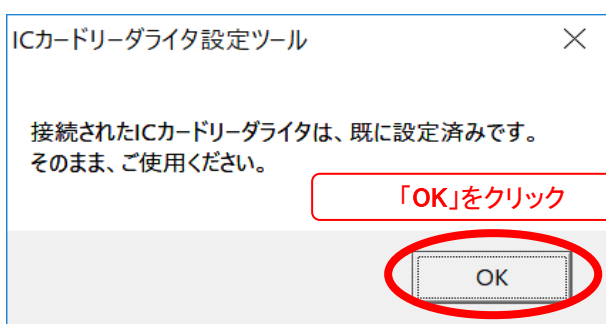 ICカードリーダライタ設定ツール
接続されたICカードリーダライタは、既に設定済みです。
そのまま、ご使用ください。
「OK」をクリック
OK